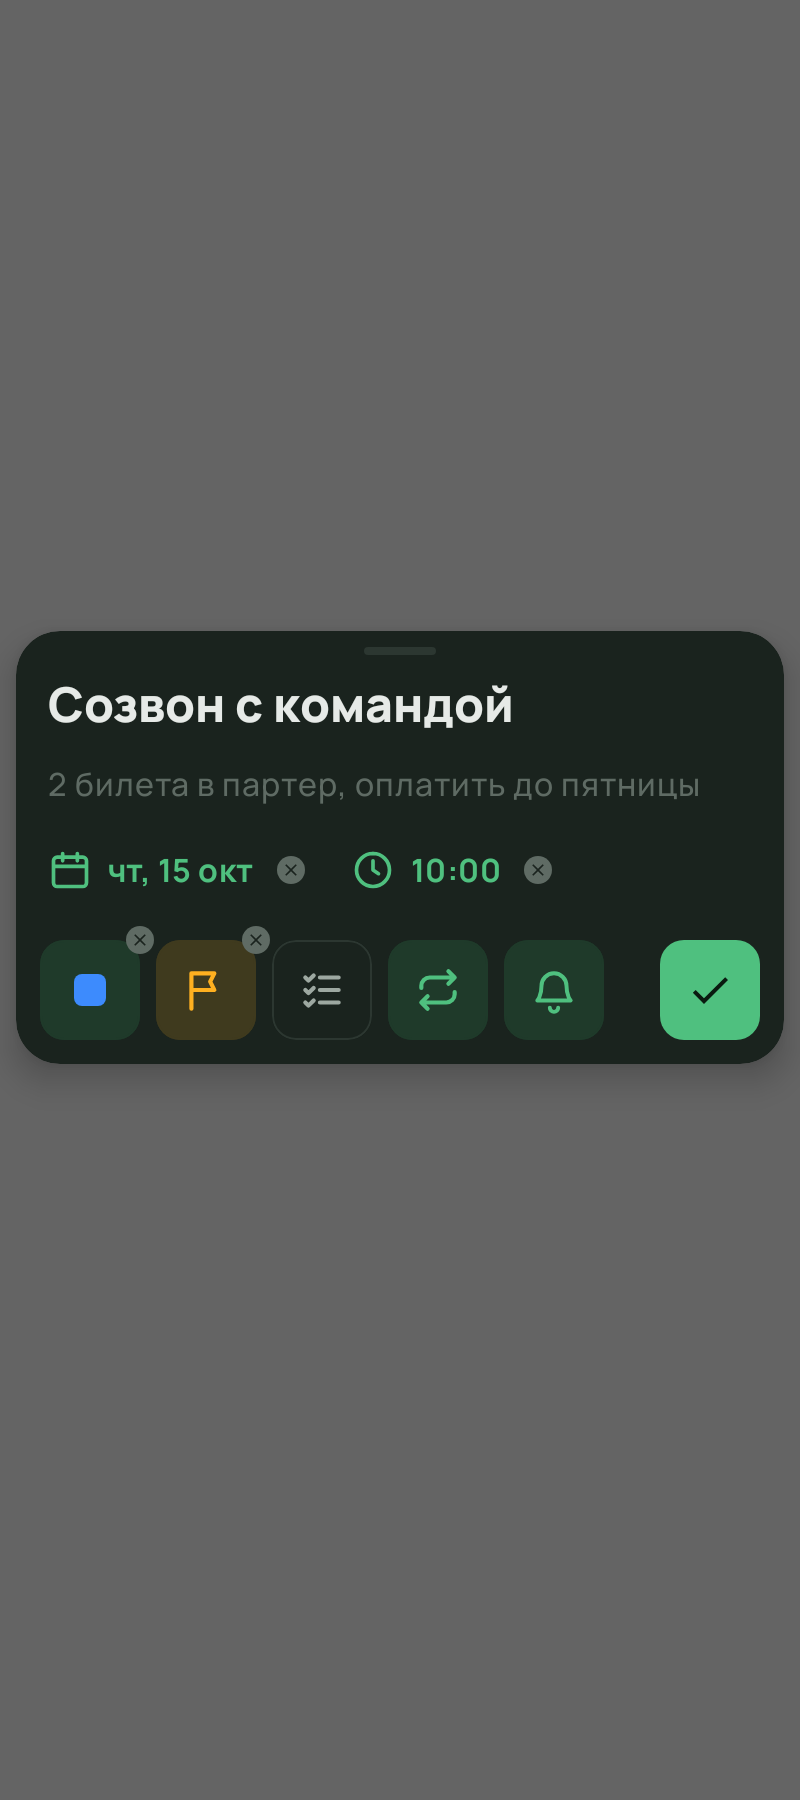 Созвон с командой
2 билета в партер, оплатить до пятницы
чт, 15 окт 10:00